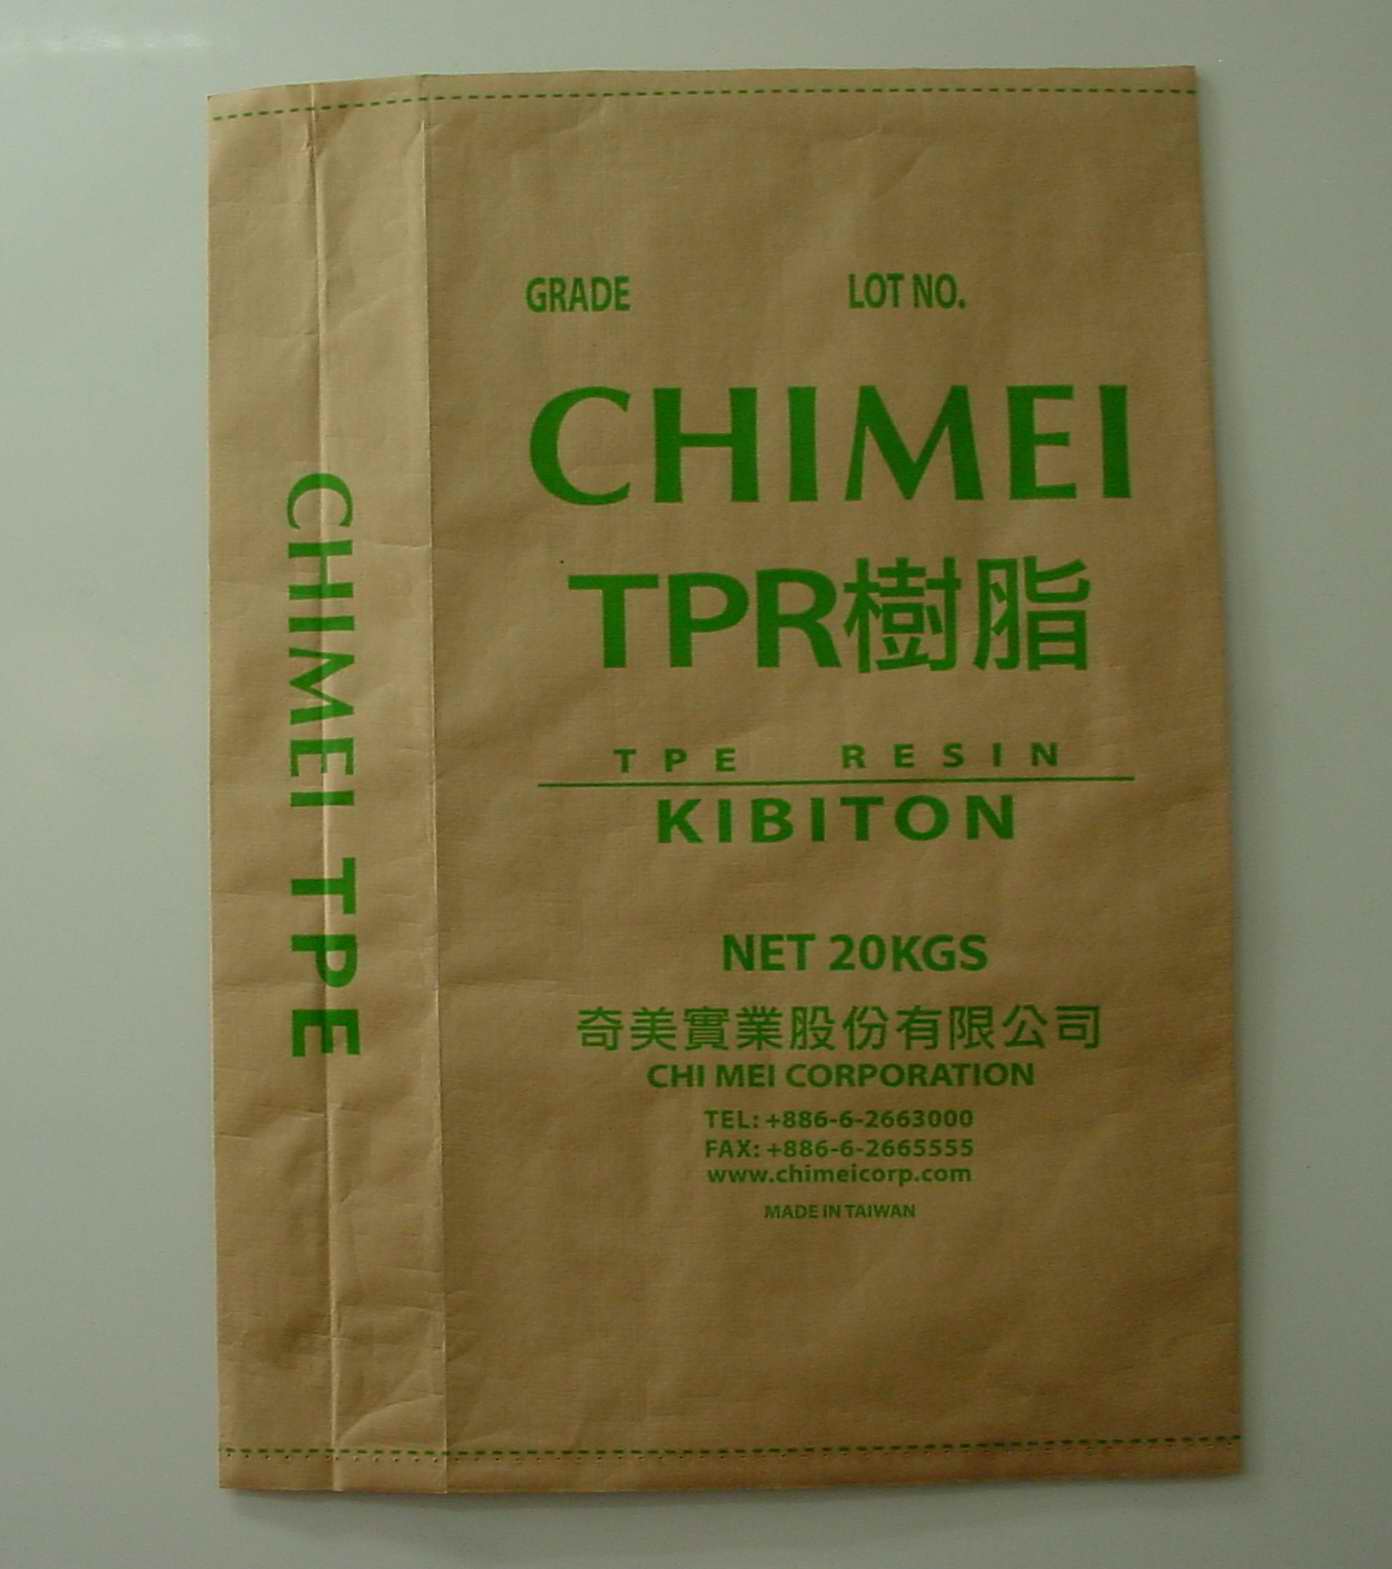 GRADE LOT NO.
CHIMEI
TPR樹脂
TPE RESIN
KIBITON
NET 20KGS
奇美實業股份有限公司
CHI MEI CORPORATION
TEL: +886-6-2663000
FAX: +886-6-2665555
www.chimeicorp.com
MADE IN TAIWAN
CHIMEI TPE